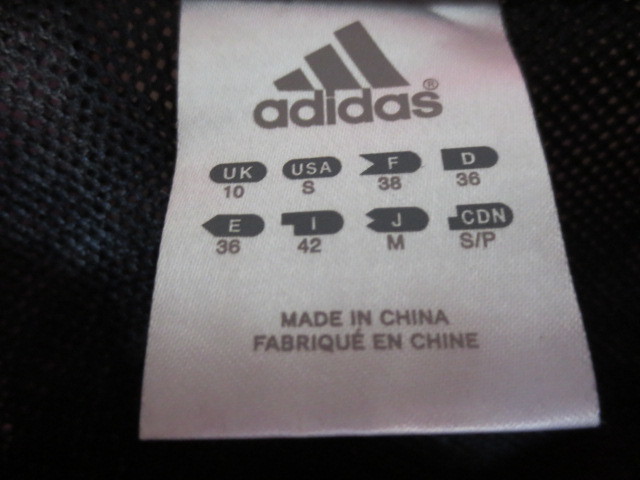 adidas®
UK USA F D
10 S 38 36
E I J CDN
36 42 M S/P
MADE IN CHINA
FABRIQUÉ EN CHINE